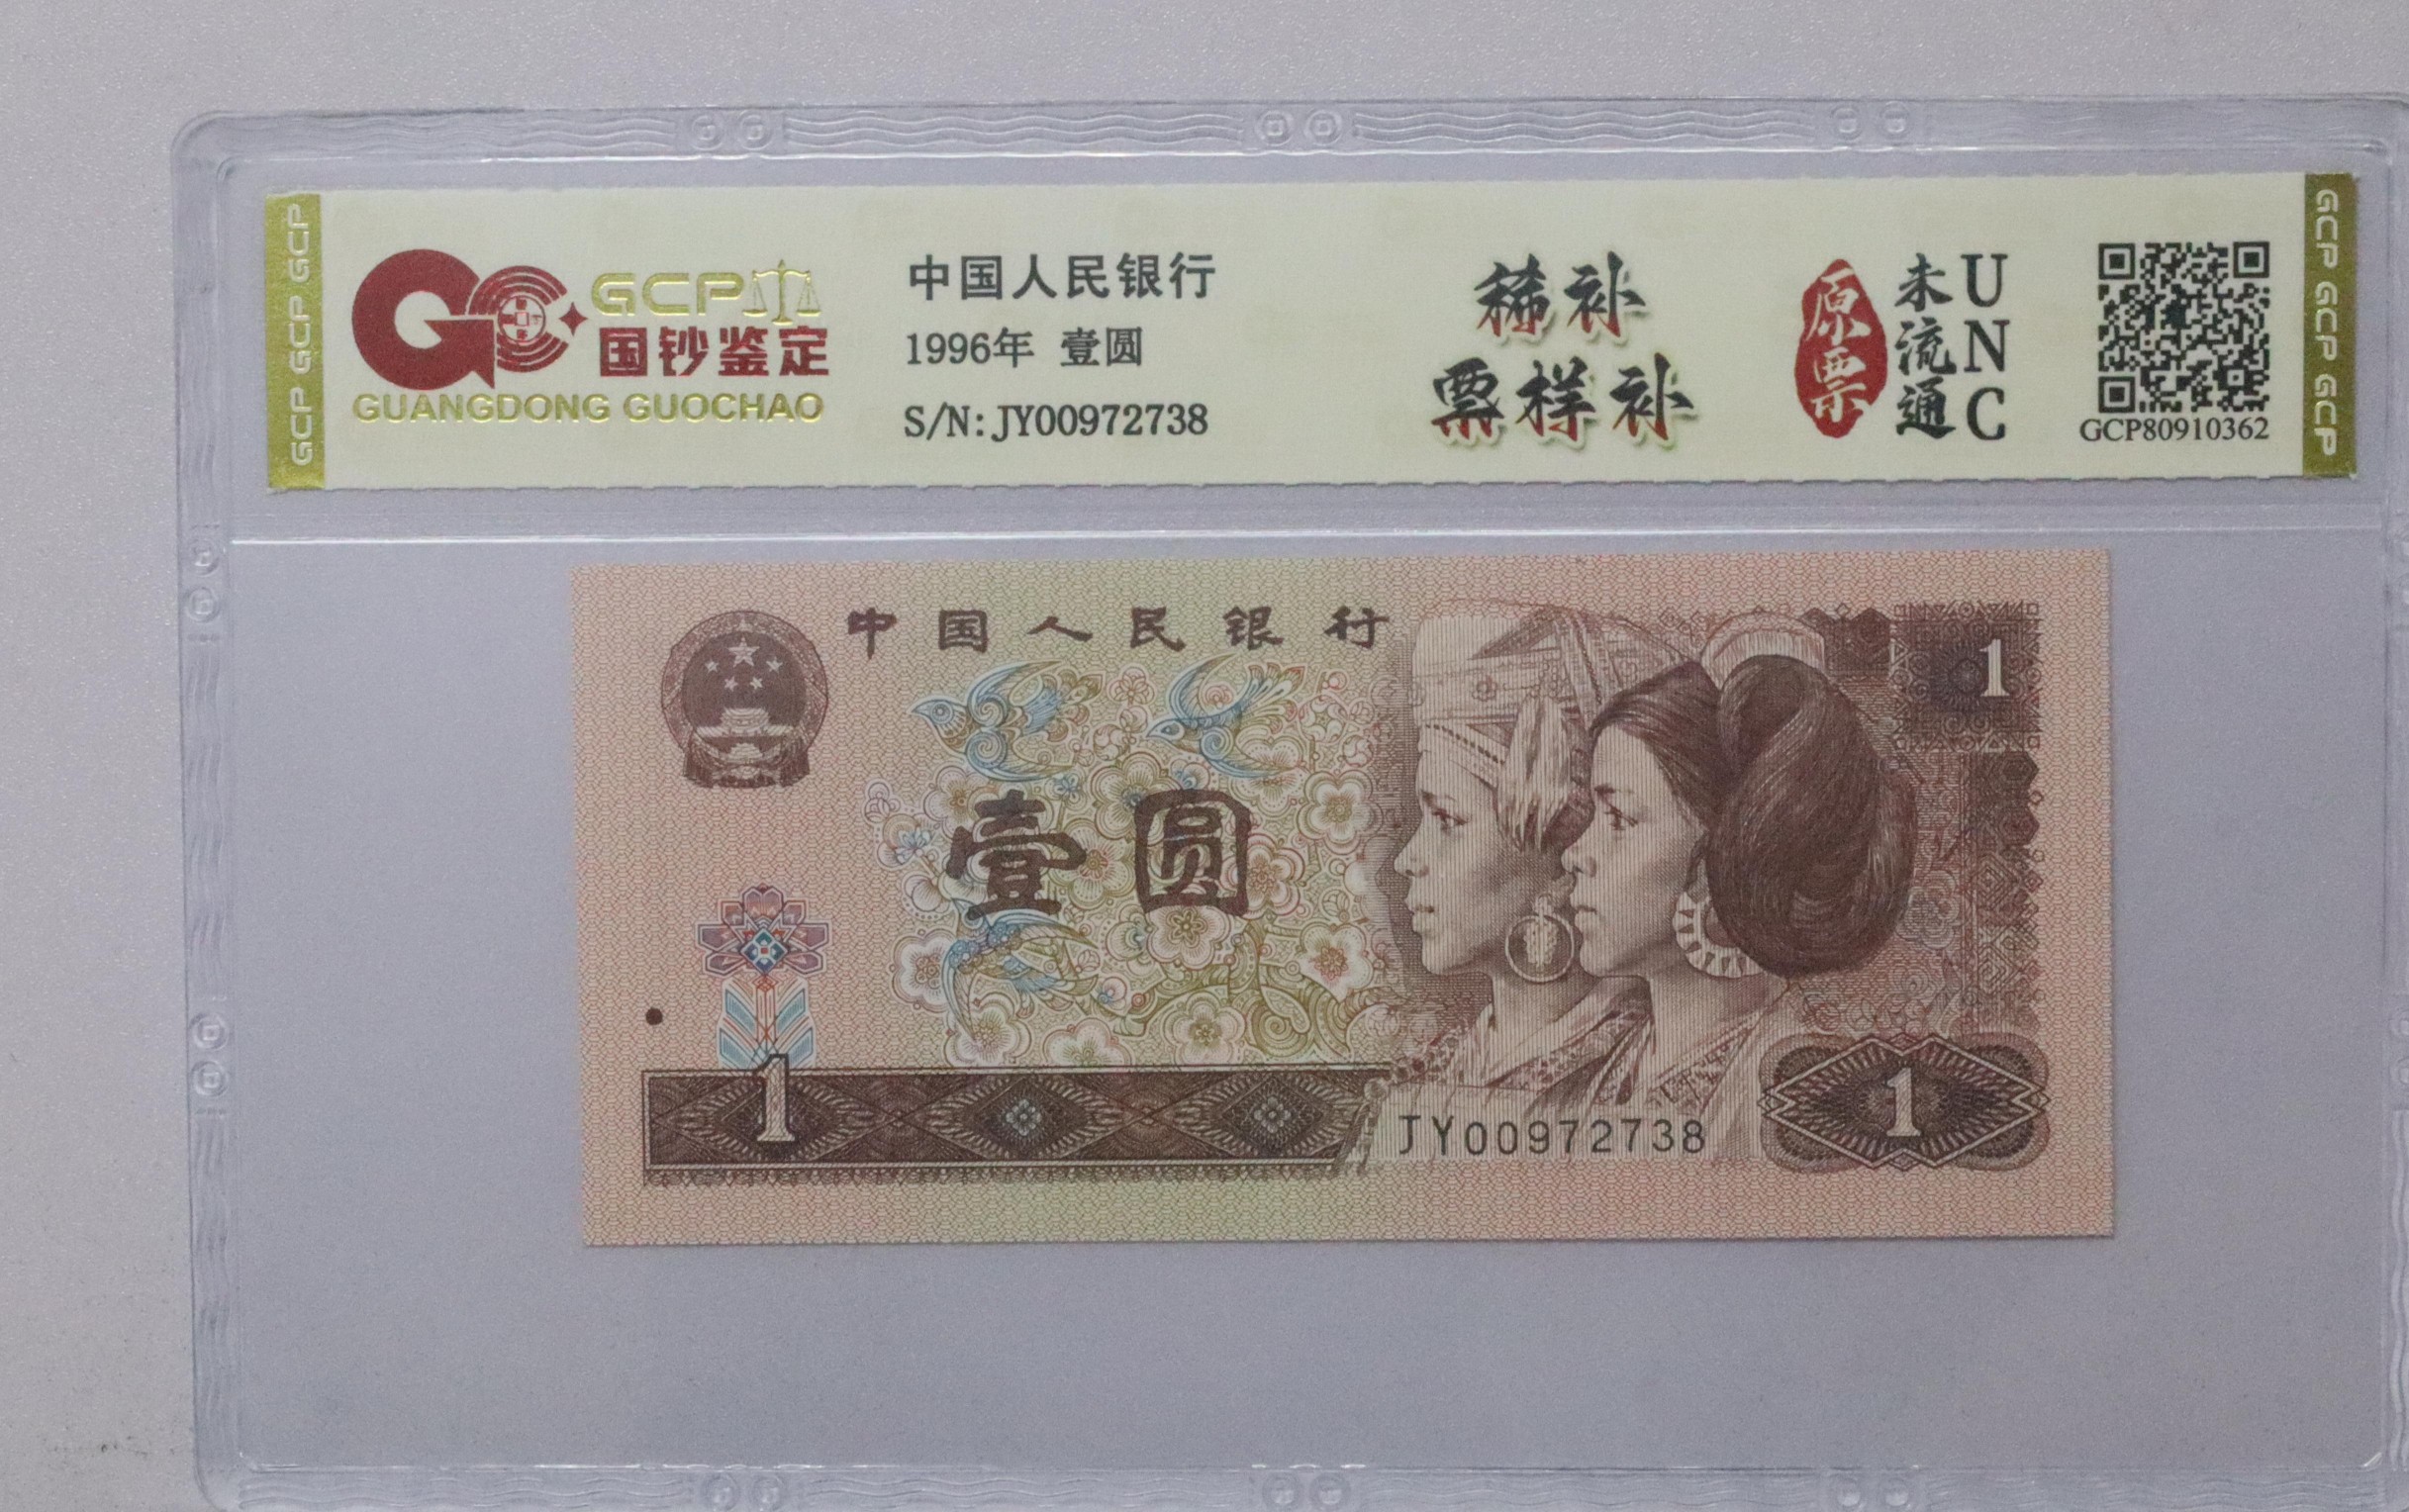 GCP GCP GCP
GCP
国钞鉴定
GUANGDONG GUOCHAO
中国人民银行
1996年 壹圆
S/N:JY00972738
稀补
票样补
原票
未流通
UNC
GCP80910362
GCP GCP GCP
中国人民银行
1
壹圆
1
JY00972738
1